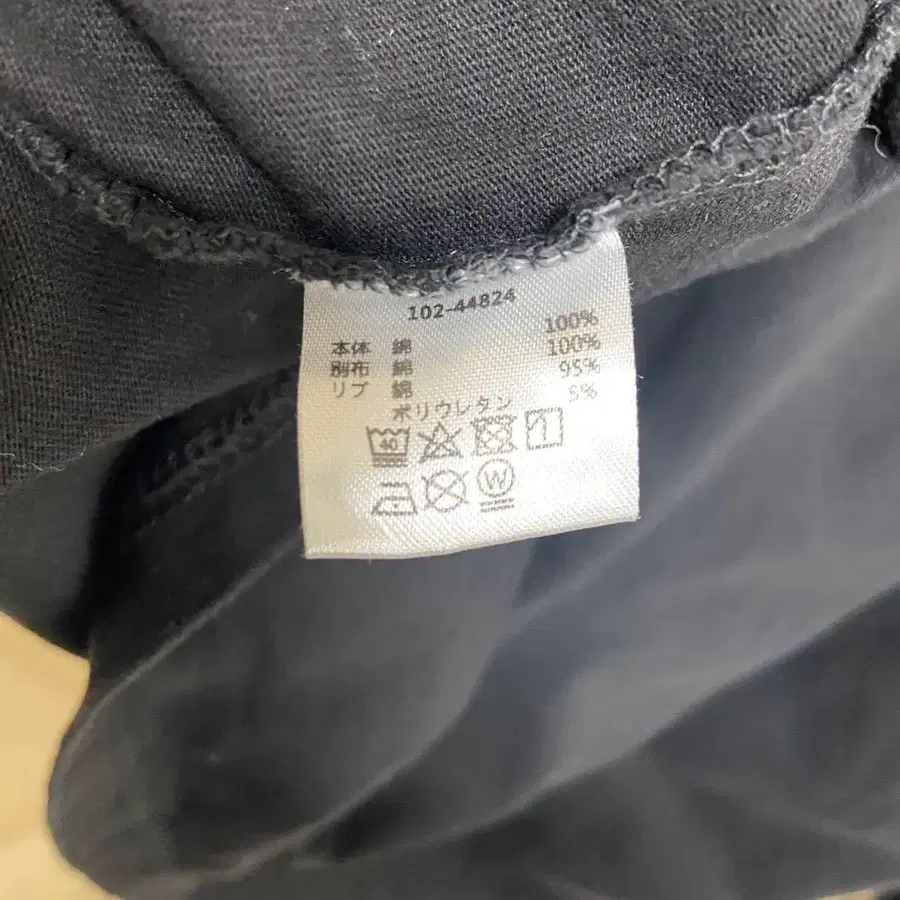 102-44824
本体 綿 100%
別布 綿 100%
リブ 綿 95%
ポリウレタン 5%
40
W